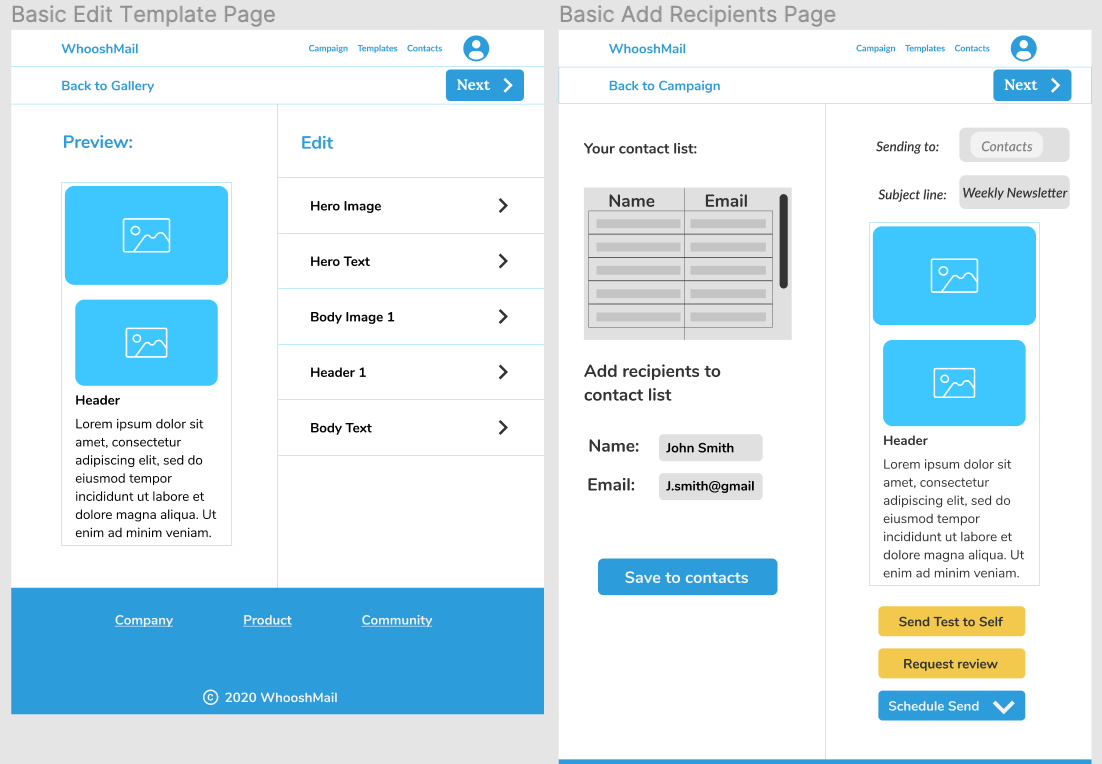 Basic Edit Template Page
WhooshMail
Campaign Templates Contacts
Back to Gallery
Next
Preview:
Header
Lorem ipsum dolor sit
amet, consectetur
adipiscing elit, sed do
eiusmod tempor
incididunt ut labore et
dolore magna aliqua. Ut
enim ad minim veniam.
Edit
Hero Image
Hero Text
Body Image 1
Header 1
Body Text
Company Product Community
© 2020 WhooshMail
Basic Add Recipients Page
WhooshMail
Campaign Templates Contacts
Back to Campaign
Next
Your contact list:
Name Email
Add recipients to
contact list
Name: John Smith
Email: J.smith@gmail
Save to contacts
Sending to: Contacts
Subject line: Weekly Newsletter
Header
Lorem ipsum dolor sit
amet, consectetur
adipiscing elit, sed do
eiusmod tempor
incididunt ut labore et
dolore magna aliqua. Ut
enim ad minim veniam.
Send Test to Self
Request review
Schedule Send